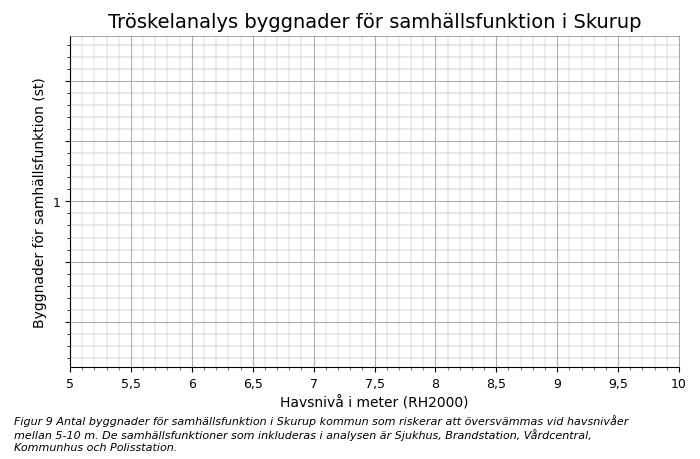 Tröskelanalys byggnader för samhällsfunktion i Skurup
Byggnader för samhällsfunktion (st)
1
5 5,5 6 6,5 7 7,5 8 8,5 9 9,5 10
Havsnivå i meter (RH2000)
Figur 9 Antal byggnader för samhällsfunktion i Skurup kommun som riskerar att översvämmas vid havsnivåer
mellan 5-10 m. De samhällsfunktioner som inkluderas i analysen är Sjukhus, Brandstation, Vårdcentral,
Kommunhus och Polisstation.